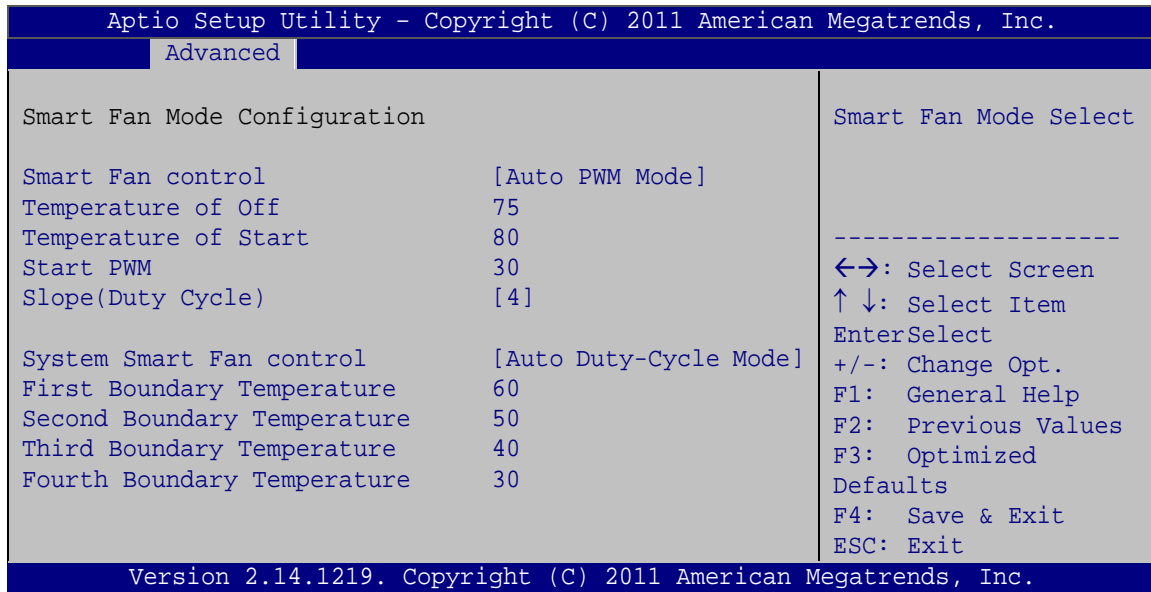 Aptio Setup Utility – Copyright (C) 2011 American Megatrends, Inc.
Advanced
Smart Fan Mode Configuration
Smart Fan control [Auto PWM Mode]
Temperature of Off 75
Temperature of Start 80
Start PWM 30
Slope(Duty Cycle) [4]
System Smart Fan control [Auto Duty-Cycle Mode]
First Boundary Temperature 60
Second Boundary Temperature 50
Third Boundary Temperature 40
Fourth Boundary Temperature 30
Smart Fan Mode Select
--------------------
←→: Select Screen
↑ ↓: Select Item
EnterSelect
+/-: Change Opt.
F1: General Help
F2: Previous Values
F3: Optimized
Defaults
F4: Save & Exit
ESC: Exit
Version 2.14.1219. Copyright (C) 2011 American Megatrends, Inc.